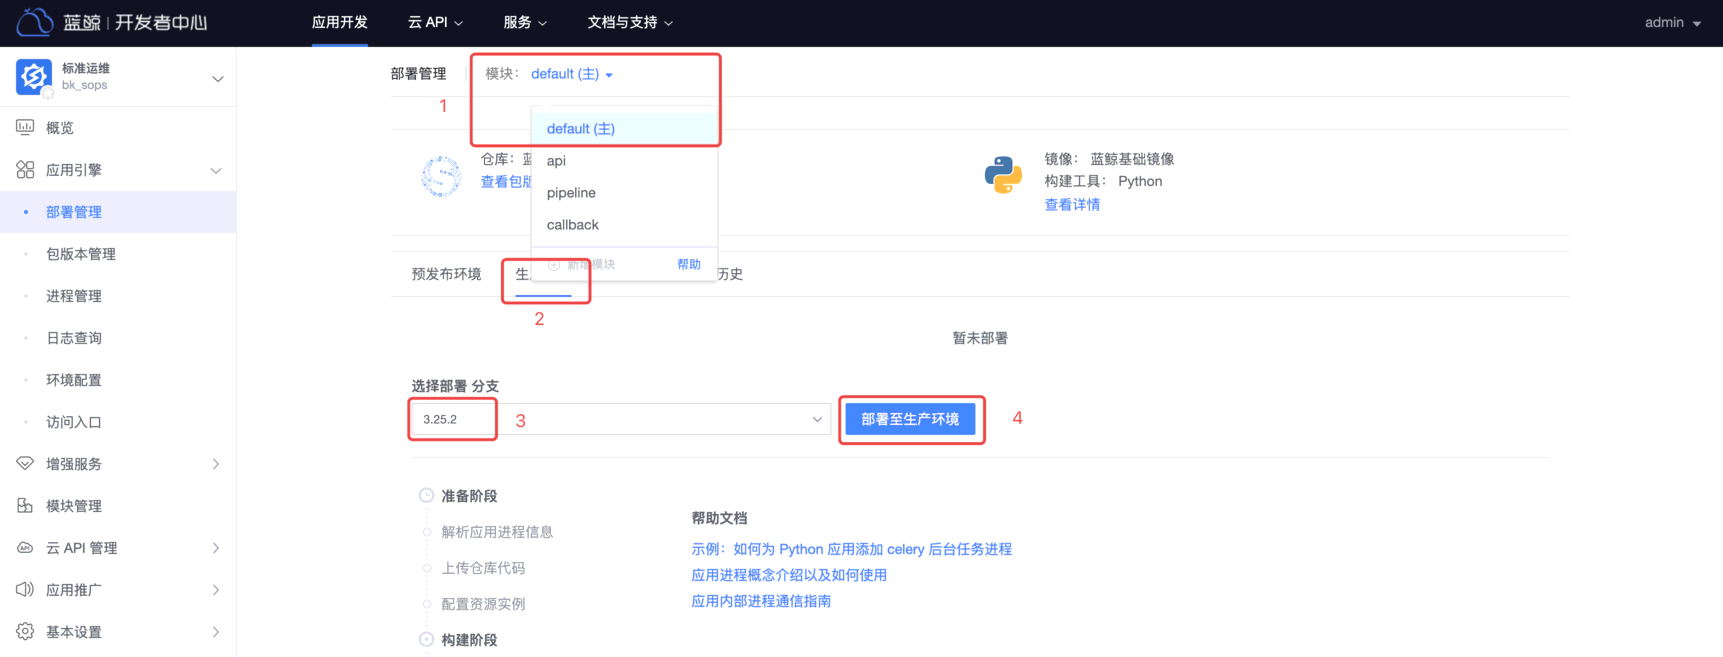 蓝鲸 | 开发者中心
应用开发
云 API
服务
文档与支持
admin
标准运维
bk_sops
概览
应用引擎
部署管理
包版本管理
进程管理
日志查询
环境配置
访问入口
增强服务
模块管理
云 API 管理
应用推广
基本设置
部署管理
模块： default (主)
1
default (主)
api
pipeline
callback
新增模块
帮助
仓库： 蓝
查看包版
镜像： 蓝鲸基础镜像
构建工具： Python
查看详情
预发布环境
生
历史
2
暂未部署
选择部署 分支
3.25.2
3
部署至生产环境
4
准备阶段
解析应用进程信息
上传仓库代码
配置资源实例
构建阶段
帮助文档
示例：如何为 Python 应用添加 celery 后台任务进程
应用进程概念介绍以及如何使用
应用内部进程通信指南